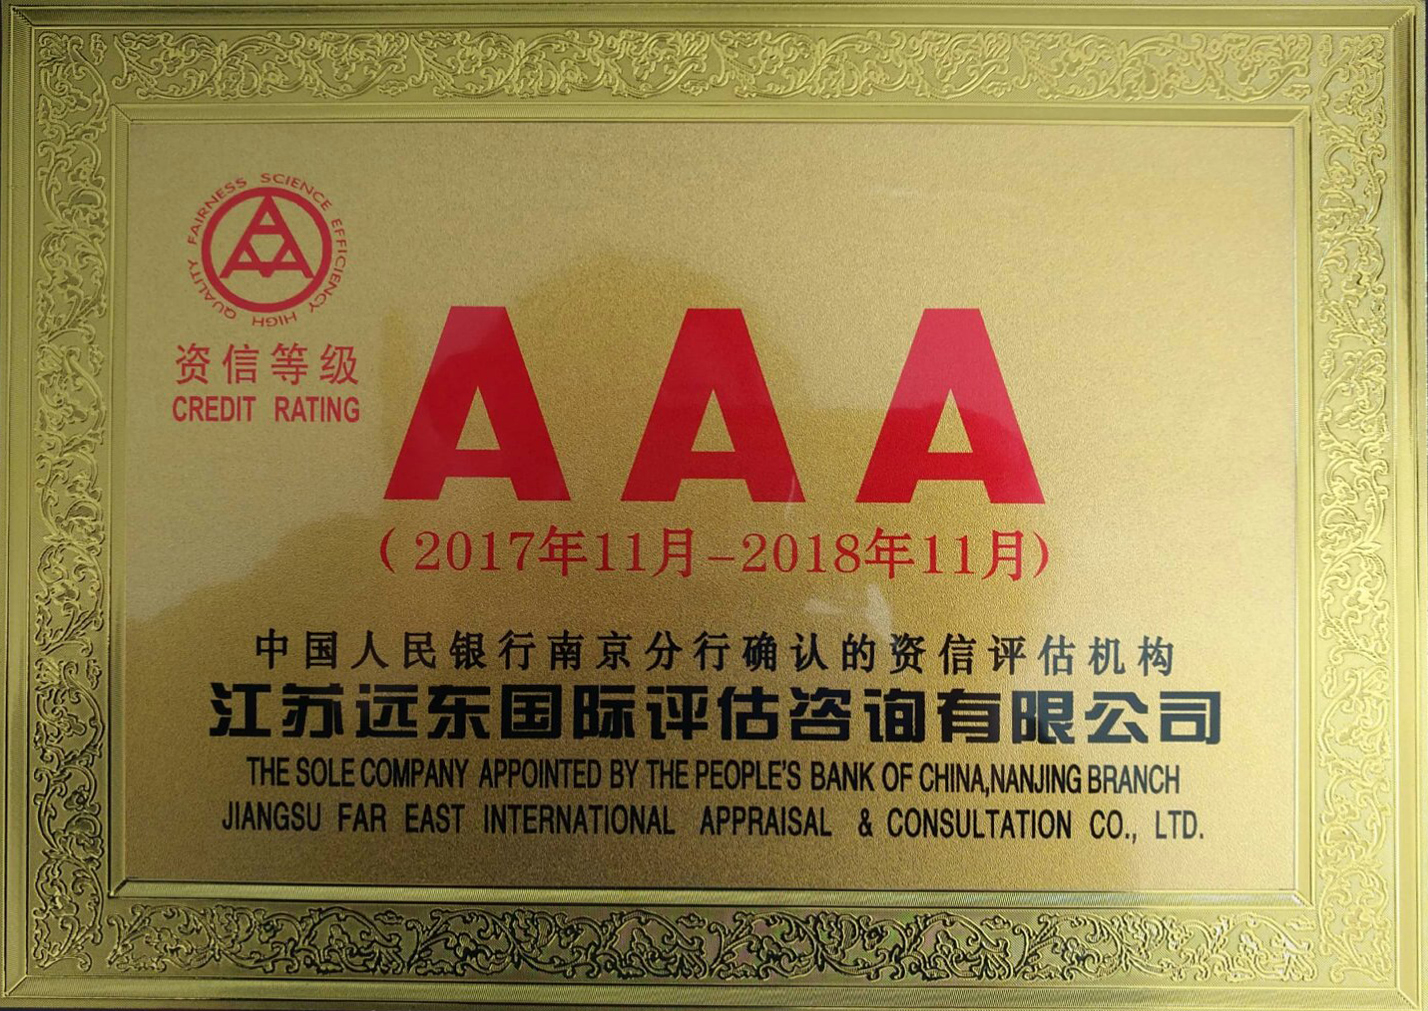 FAIRNESS SCIENCE EFFICIENCY HIGH QUALITY
资信等级
CREDIT RATING
AAA
(2017年11月-2018年11月)
中国人民银行南京分行确认的资信评估机构
江苏远东国际评估咨询有限公司
THE SOLE COMPANY APPOINTED BY THE PEOPLE'S BANK OF CHINA,NANJING BRANCH
JIANGSU FAR EAST INTERNATIONAL APPRAISAL & CONSULTATION CO., LTD.